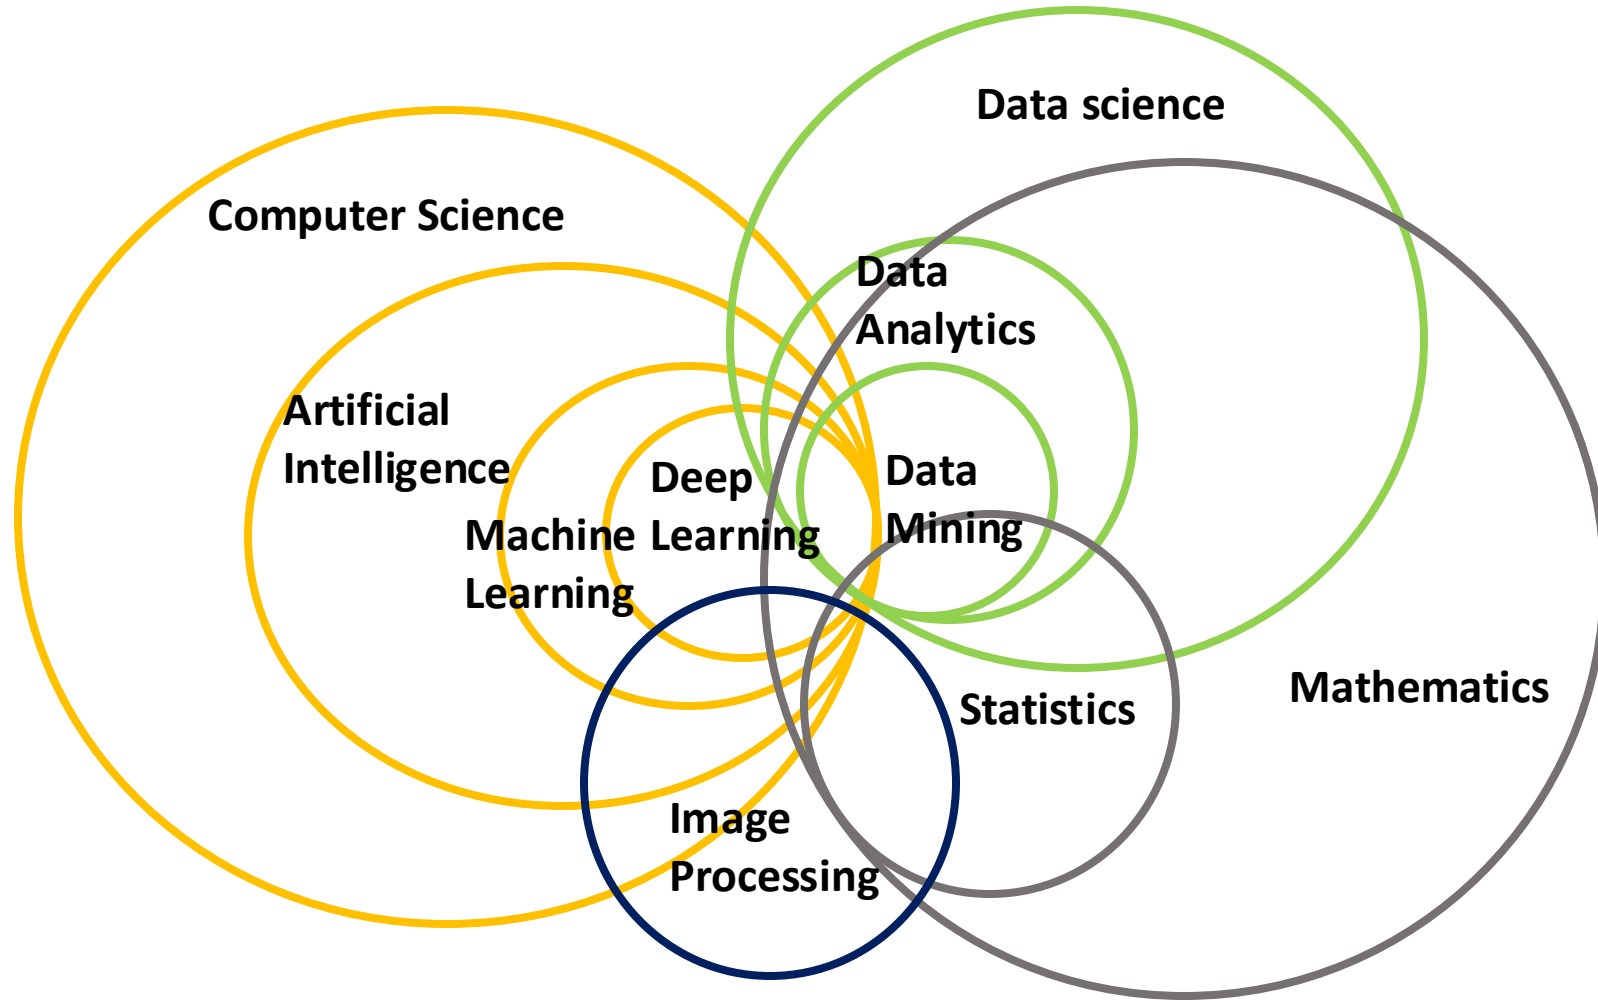 Data science
Computer Science
Data
Analytics
Artificial
Intelligence
Machine
Learning
Deep
Learning
Data
Mining
Statistics
Mathematics
Image
Processing